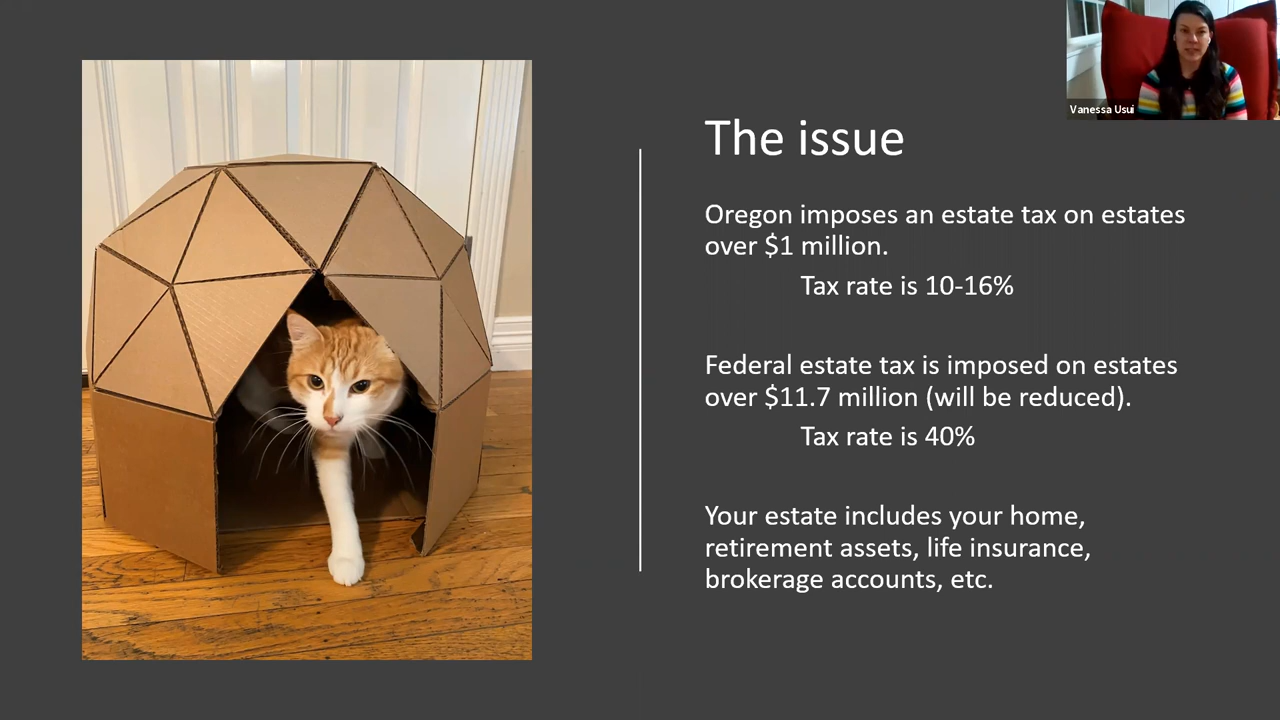 Vanessa Usui
The issue
Oregon imposes an estate tax on estates
over $1 million.
Tax rate is 10-16%
Federal estate tax is imposed on estates
over $11.7 million (will be reduced).
Tax rate is 40%
Your estate includes your home,
retirement assets, life insurance,
brokerage accounts, etc.